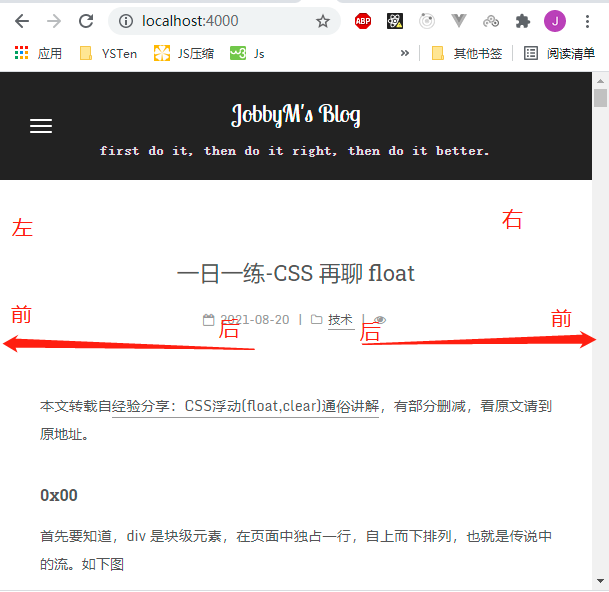 localhost:4000
ABP
J
应用 YSTen JS压缩 Js » 其他书签 阅读清单
JobbyM's Blog
first do it, then do it right, then do it better.
左 右
一日一练-CSS 再聊 float
前 前
2021-08-20 | 技术 |
后 后
本文转载自经验分享：CSS浮动(float,clear)通俗讲解，有部分删减，看原文请到
原地址。
0x00
首先要知道，div 是块级元素，在页面中独占一行，自上而下排列，也就是传说中
的流。如下图